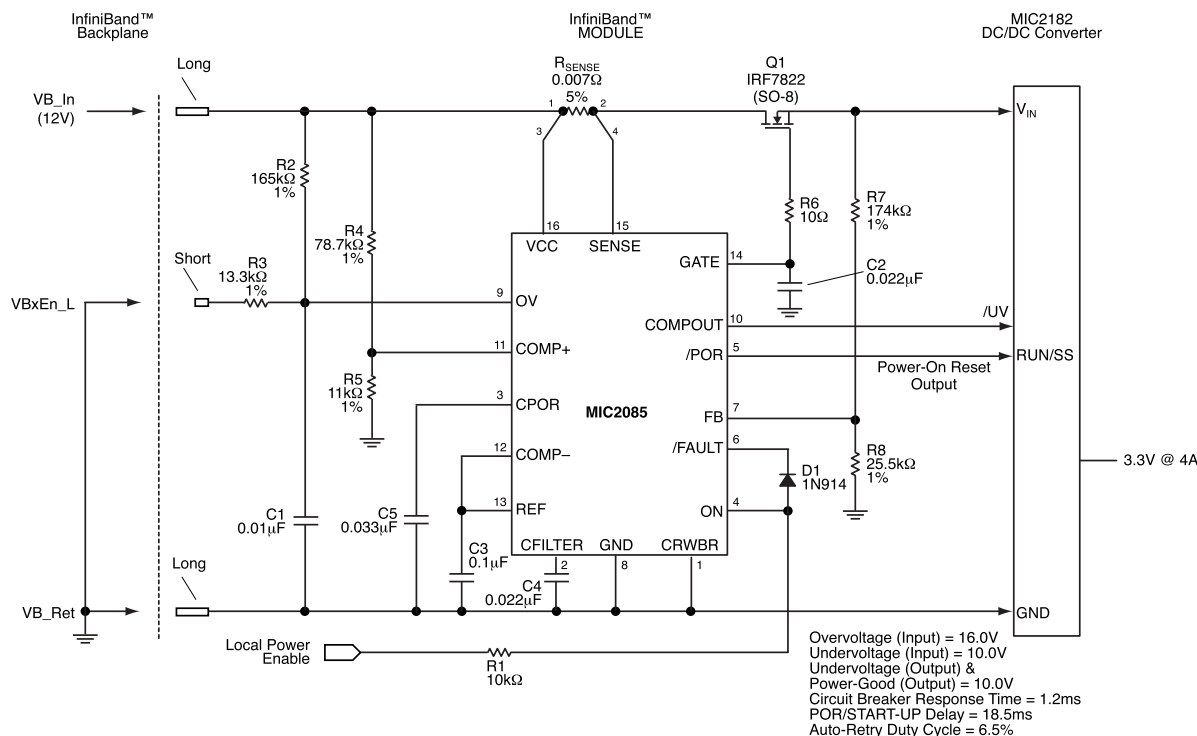 InfiniBand™
Backplane
InfiniBand™
MODULE
MIC2182
DC/DC Converter
Long
VB_In
(12V)
RSENSE
0.007Ω
5%
1
2
3
4
Q1
IRF7822
(SO-8)
VIN
R2
165kΩ
1%
R4
78.7kΩ
1%
R6
10Ω
R7
174kΩ
1%
16
15
VCC
SENSE
GATE
14
C2
0.022µF
Short
R3
13.3kΩ
1%
VBxEn_L
9
OV
COMPOUT
10
/UV
11
COMP+
/POR
5
RUN/SS
Power-On Reset
Output
R5
11kΩ
1%
3
CPOR
MIC2085
FB
7
12
COMP–
/FAULT
6
R8
25.5kΩ
1%
D1
1N914
3.3V @ 4A
13
REF
ON
4
C1
0.01µF
C5
0.033µF
C3
0.1µF
CFILTER
GND
CRWBR
2
8
1
C4
0.022µF
Long
VB_Ret
GND
Local Power
Enable
R1
10kΩ
Overvoltage (Input) = 16.0V
Undervoltage (Input) = 10.0V
Undervoltage (Output) &
Power-Good (Output) = 10.0V
Circuit Breaker Response Time = 1.2ms
POR/START-UP Delay = 18.5ms
Auto-Retry Duty Cycle = 6.5%